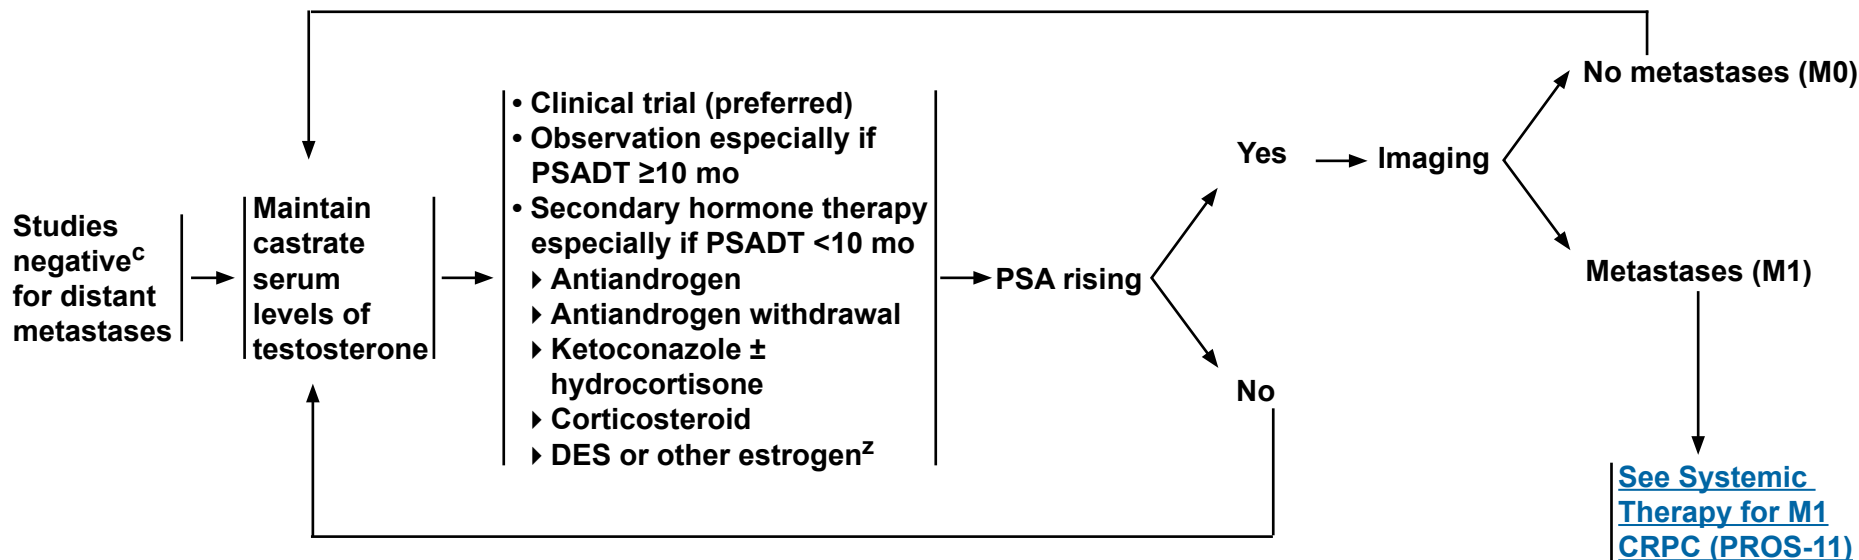 Studies
negativeᶜ
for distant
metastases
Maintain
castrate
serum
levels of
testosterone
• Clinical trial (preferred)
• Observation especially if
PSADT ≥10 mo
• Secondary hormone therapy
especially if PSADT <10 mo
▸ Antiandrogen
▸ Antiandrogen withdrawal
▸ Ketoconazole ±
hydrocortisone
▸ Corticosteroid
▸ DES or other estrogenᶻ
PSA rising
Yes
No
Imaging
No metastases (M0)
Metastases (M1)
See Systemic
Therapy for M1
CRPC (PROS-11)